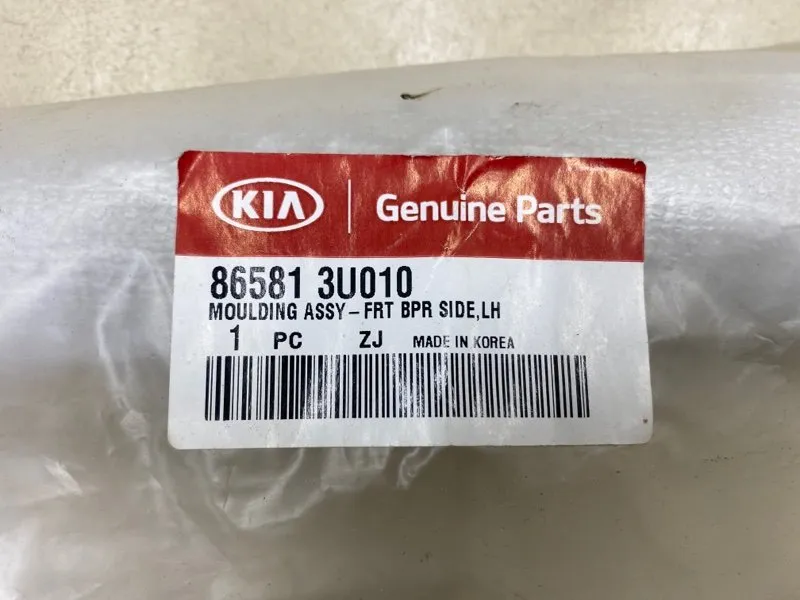 KIA Genuine Parts
86581 3U010
MOULDING ASSY-FRT BPR SIDE,LH
1 PC ZJ MADE IN KOREA